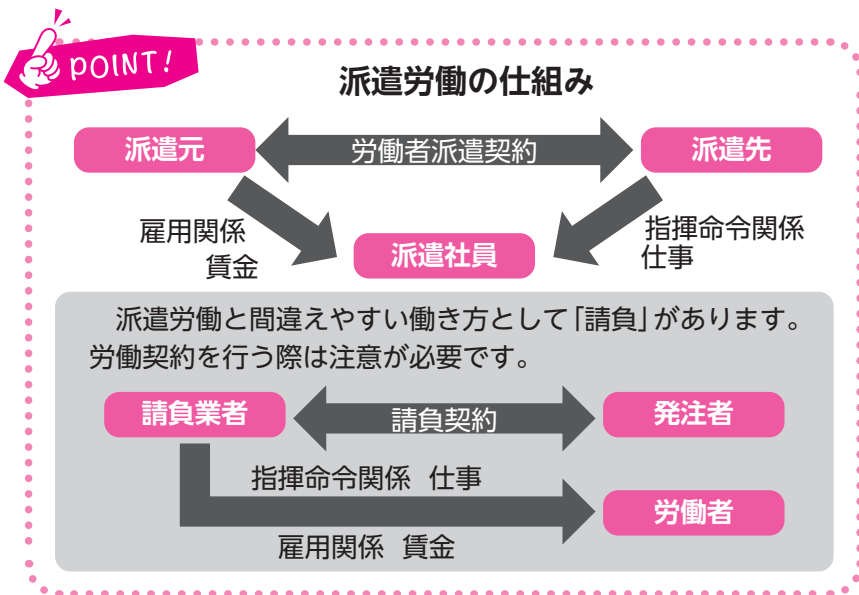 POINT!
派遣労働の仕組み
派遣元
労働者派遣契約
派遣先
雇用関係
賃金
派遣社員
指揮命令関係
仕事
派遣労働と間違えやすい働き方として「請負」があります。
労働契約を行う際は注意が必要です。
請負業者
請負契約
発注者
指揮命令関係 仕事
労働者
雇用関係 賃金